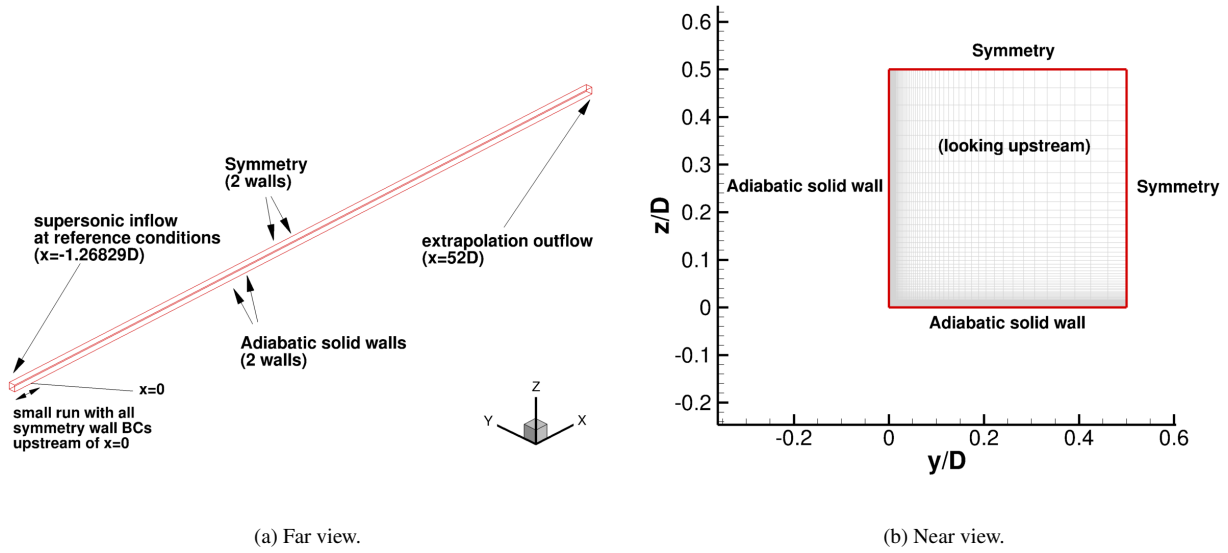 Symmetry
(2 walls)
supersonic inflow
at reference conditions
(x=-1.26829D)
extrapolation outflow
(x=52D)
Adiabatic solid walls
(2 walls)
x=0
small run with all
symmetry wall BCs
upstream of x=0
Z
Y
X
(a) Far view.
0.6
0.5
0.4
0.3
0.2
0.1
0
-0.1
-0.2
z/D
Symmetry
(looking upstream)
Adiabatic solid wall
Symmetry
Adiabatic solid wall
-0.2
0
0.2
0.4
0.6
y/D
(b) Near view.